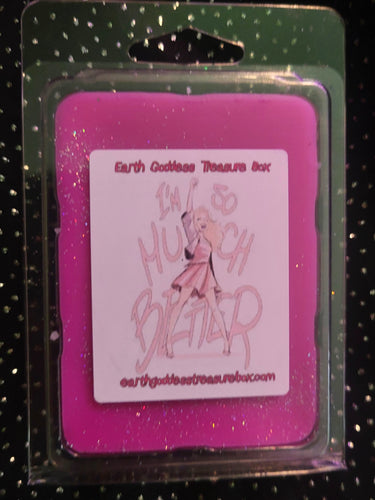 Earth Goddess Treasure Box
I'M SO
MUCH
BETTER
earthgoddesstreasurebox.com